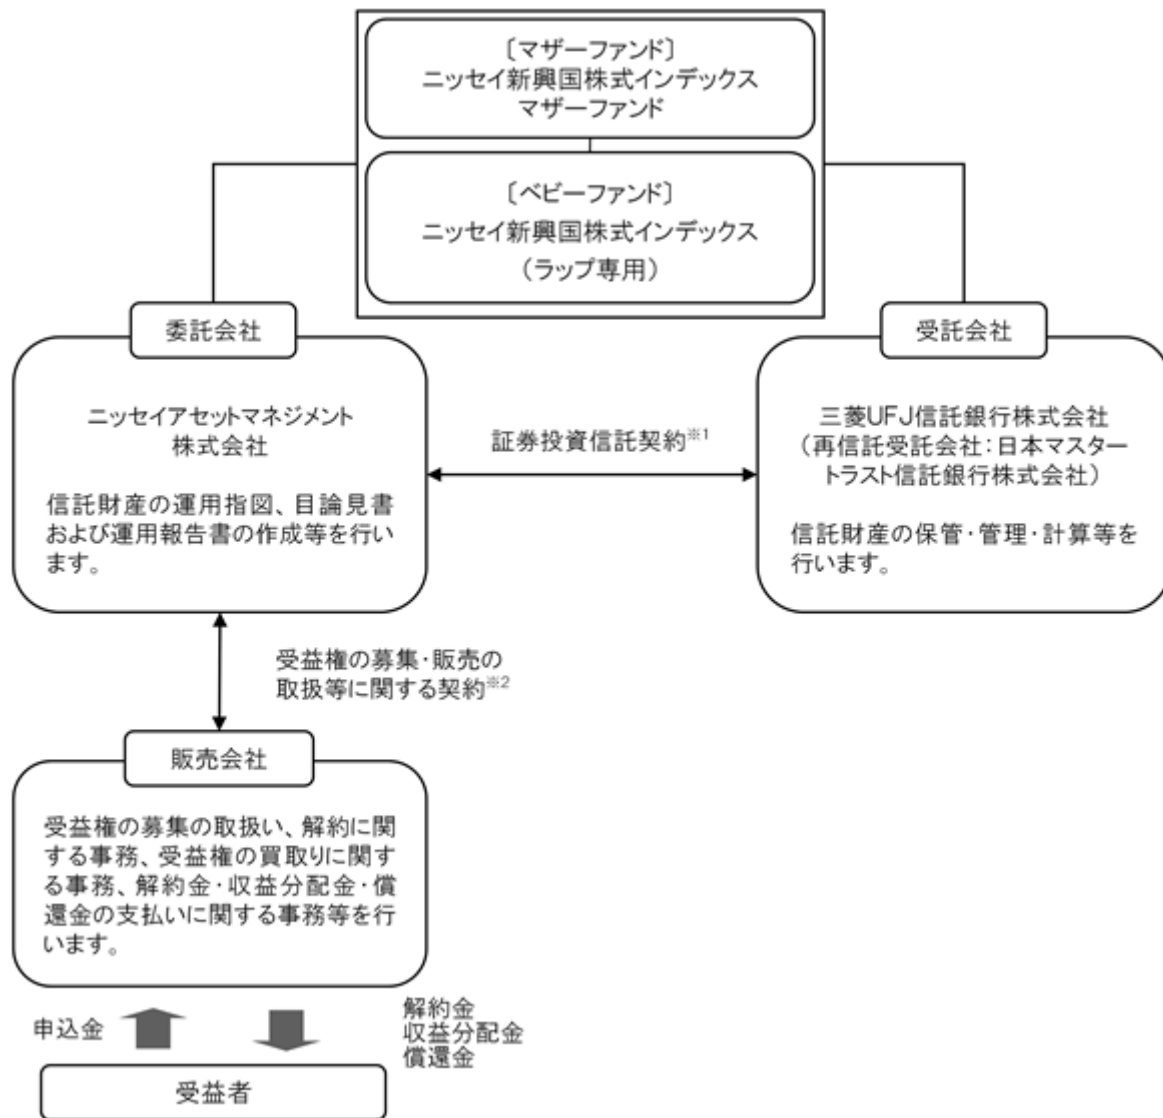 〔マザーファンド〕
ニッセイ新興国株式インデックス
マザーファンド
〔ベビーファンド〕
ニッセイ新興国株式インデックス
（ラップ専用）
委託会社
ニッセイアセットマネジメント
株式会社
信託財産の運用指図、目論見書
および運用報告書の作成等を行い
ます。
証券投資信託契約※1
受託会社
三菱UFJ信託銀行株式会社
（再信託受託会社：日本マスター
トラスト信託銀行株式会社）
信託財産の保管・管理・計算等を
行います。
受益権の募集・販売の
取扱等に関する契約※2
販売会社
受益権の募集の取扱い、解約に関
する事務、受益権の買取りに関す
る事務、解約金・収益分配金・償
還金の支払いに関する事務等を行
います。
申込金
解約金
収益分配金
償還金
受益者